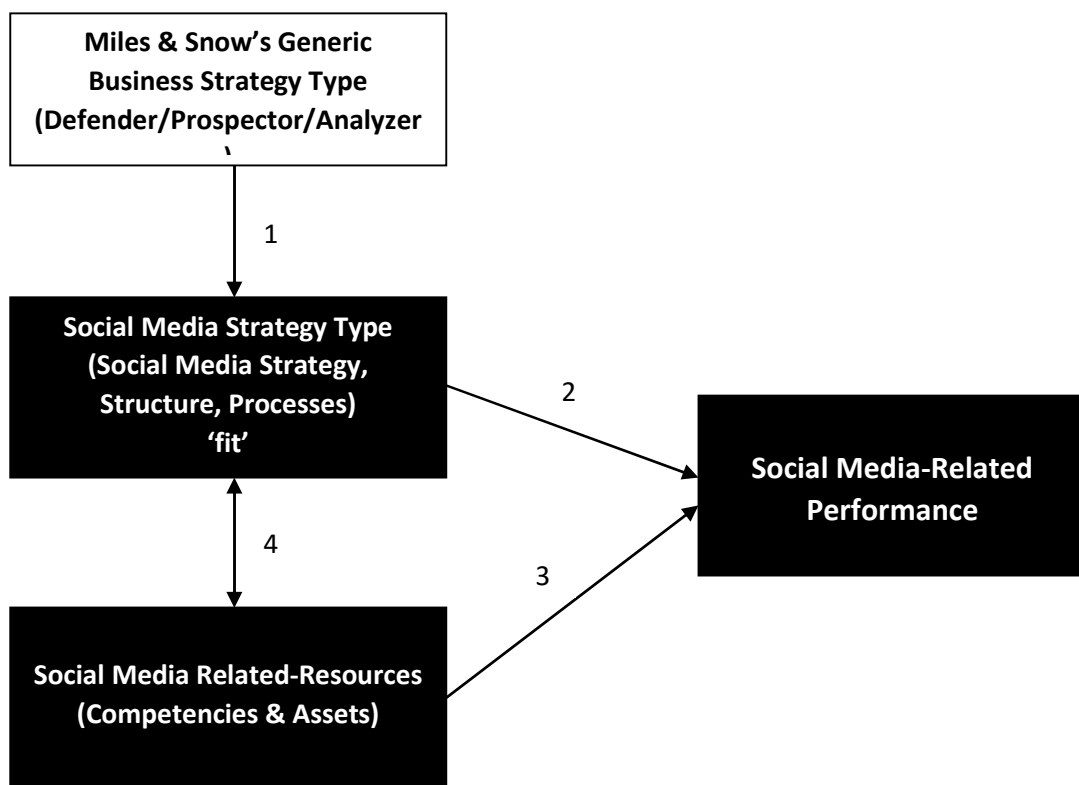 Miles & Snow’s Generic
Business Strategy Type
(Defender/Prospector/Analyzer
1
Social Media Strategy Type
(Social Media Strategy,
Structure, Processes)
‘fit’
2
Social Media-Related
Performance
4
3
Social Media Related-Resources
(Competencies & Assets)